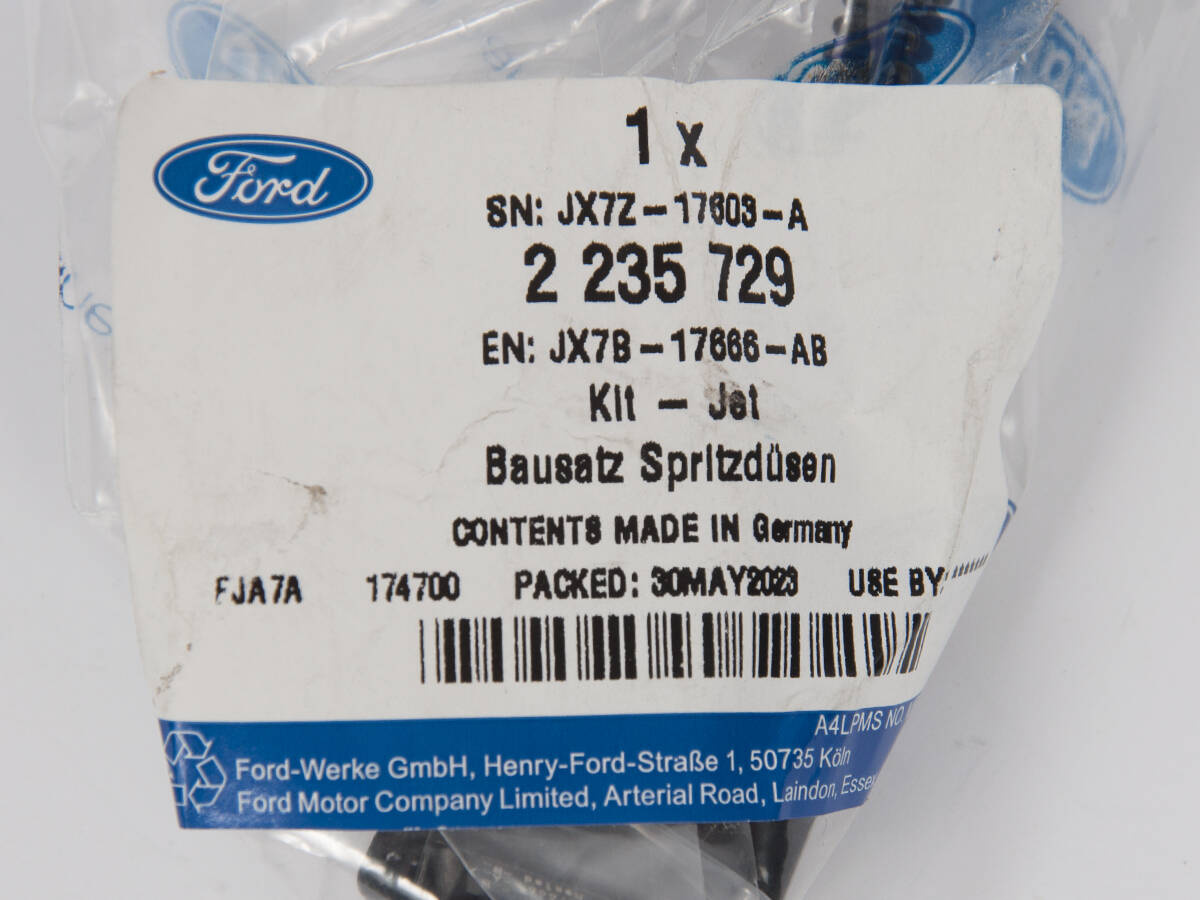 Ford
1 x
SN: JX7Z-17603-A
2 235 729
EN: JX7B-17666-AB
Kit - Jet
Bausatz Spritzdüsen
CONTENTS MADE IN Germany
FJA7A 174700 PACKED: 30MAY2023 USE BY:
A4LPMS NO.
Ford-Werke GmbH, Henry-Ford-Straße 1, 50735 Köln
Ford Motor Company Limited, Arterial Road, Laindon, Essex